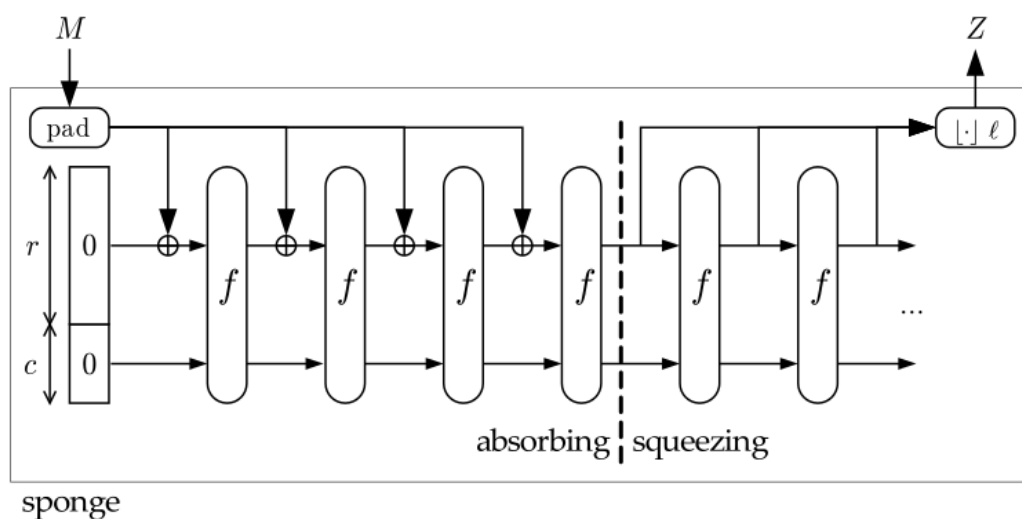 M Z
pad ⌊·⌋ ℓ
r 0 f f f f f f
c 0 ...
absorbing squeezing
sponge